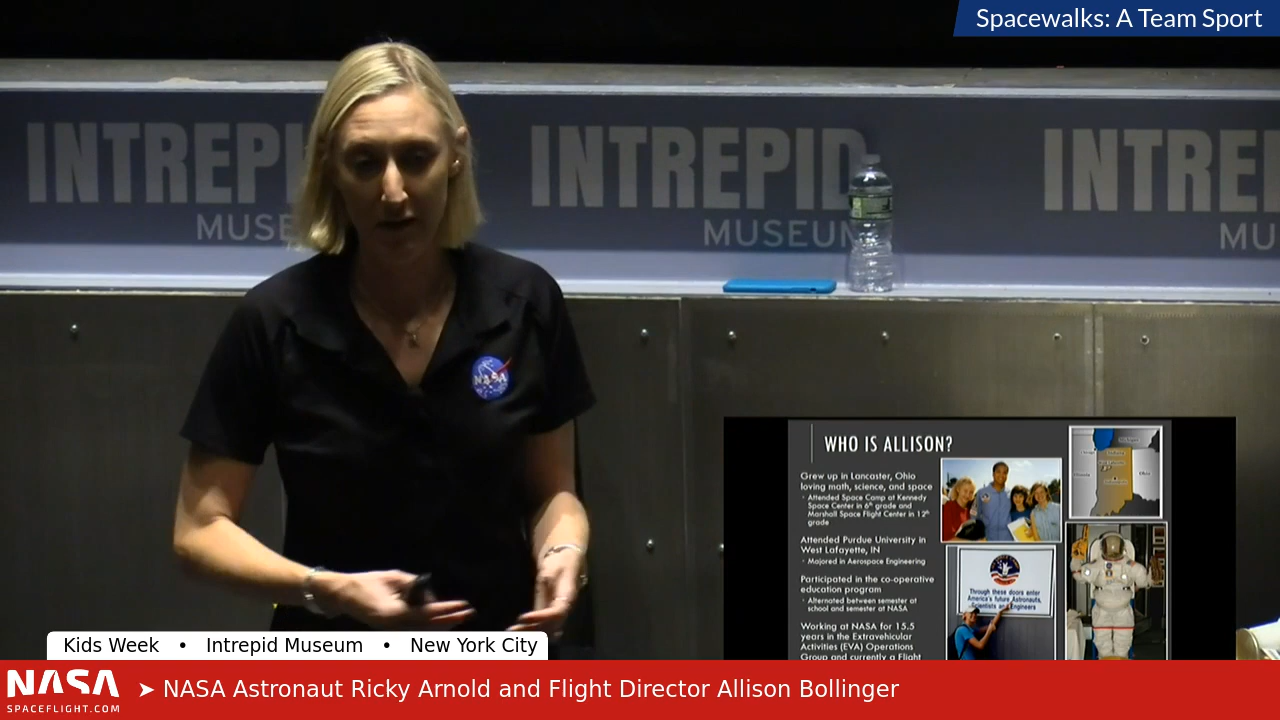 Spacewalks: A Team Sport
INTREPI
MUSE
INTREPID
MUSEUM
INTREP
MU
NASA
WHO IS ALLISON?
Grew up in Lancaster, Ohio
loving math, science, and space
Attended Space Camp at Kennedy
Space Center in 6th grade and
Marshall Space Flight Center in 12th
grade
Attended Purdue University in
West Lafayette, IN
Majored in Aerospace Engineering
Participated in the co-operative
education program
Alternated between semester at
school and semester at NASA
Working at NASA for 15.5
years in the Extravehicular
Activities (EVA) Operations
Group and currently a Flight
Through these doors enter
America's future Astronauts,
Scientists and Engineers
Ohio
Kids Week • Intrepid Museum • New York City
NASA
SPACEFLIGHT.COM
➤ NASA Astronaut Ricky Arnold and Flight Director Allison Bollinger